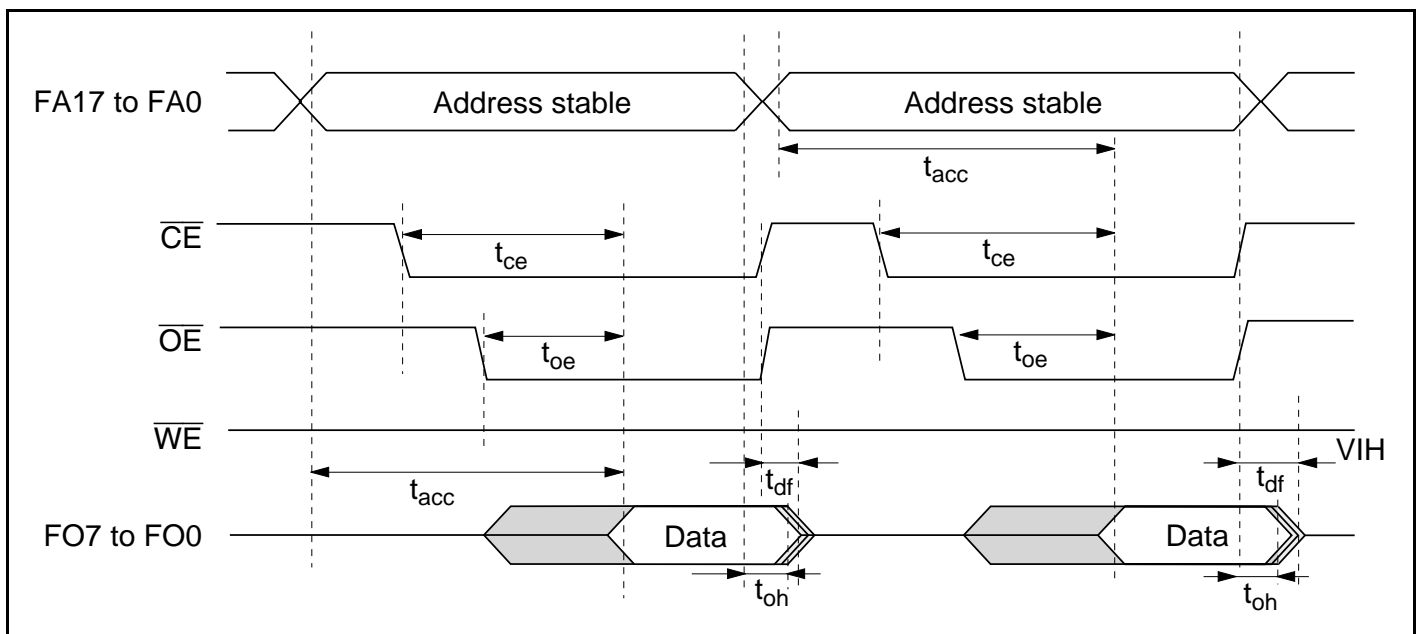 FA17 to FA0
Address stable
Address stable
tacc
CE
tce
tce
OE
toe
toe
WE
VIH
tacc
tdf
tdf
FO7 to FO0
Data
Data
toh
toh